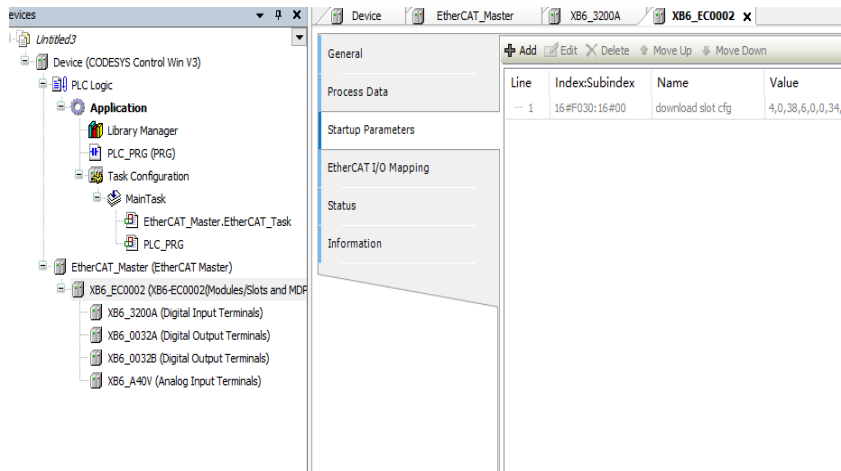 evices
Device
EtherCAT_Master
XB6_3200A
XB6_EC0002
Untitled3
Device (CODESYS Control Win V3)
PLC Logic
Application
Library Manager
PLC_PRG (PRG)
Task Configuration
MainTask
EtherCAT_Master.EtherCAT_Task
PLC_PRG
EtherCAT_Master (EtherCAT Master)
XB6_EC0002 (XB6-EC0002(Modules/Slots and MDP
XB6_3200A (Digital Input Terminals)
XB6_0032A (Digital Output Terminals)
XB6_0032B (Digital Output Terminals)
XB6_A40V (Analog Input Terminals)
General
Process Data
Startup Parameters
EtherCAT I/O Mapping
Status
Information
Add Edit Delete Move Up Move Down
Line Index:Subindex Name Value
1 16#F030:16#00 download slot cfg 4,0,38,6,0,0,34,